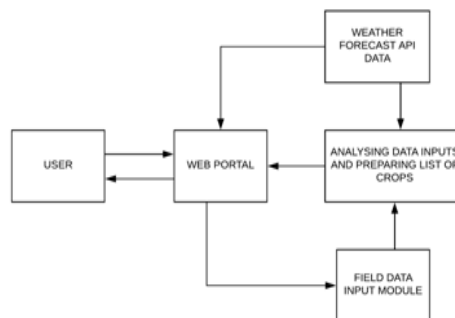 WEATHER
FORECAST API
DATA
USER
WEB PORTAL
ANALYSING DATA INPUTS
AND PREPARING LIST OF
CROPS
FIELD DATA
INPUT MODULE